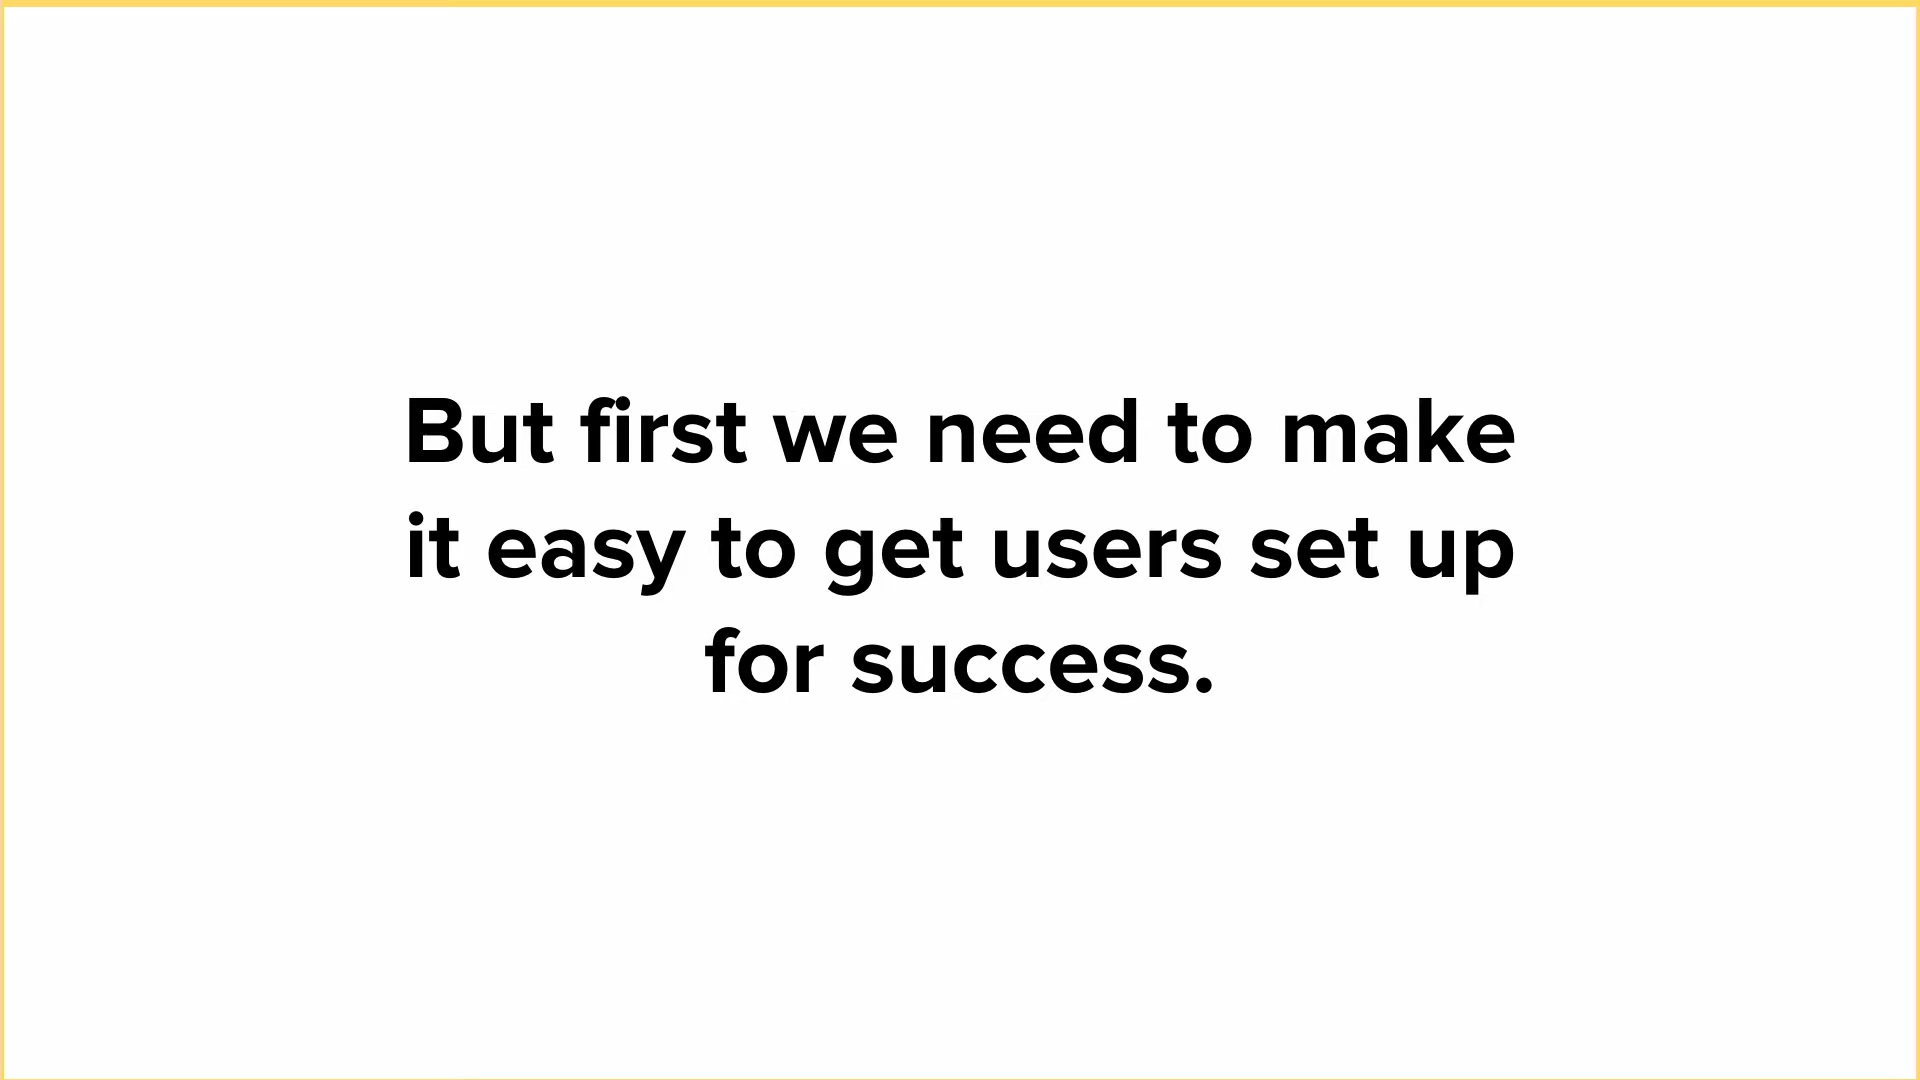 But first we need to make
it easy to get users set up
for success.